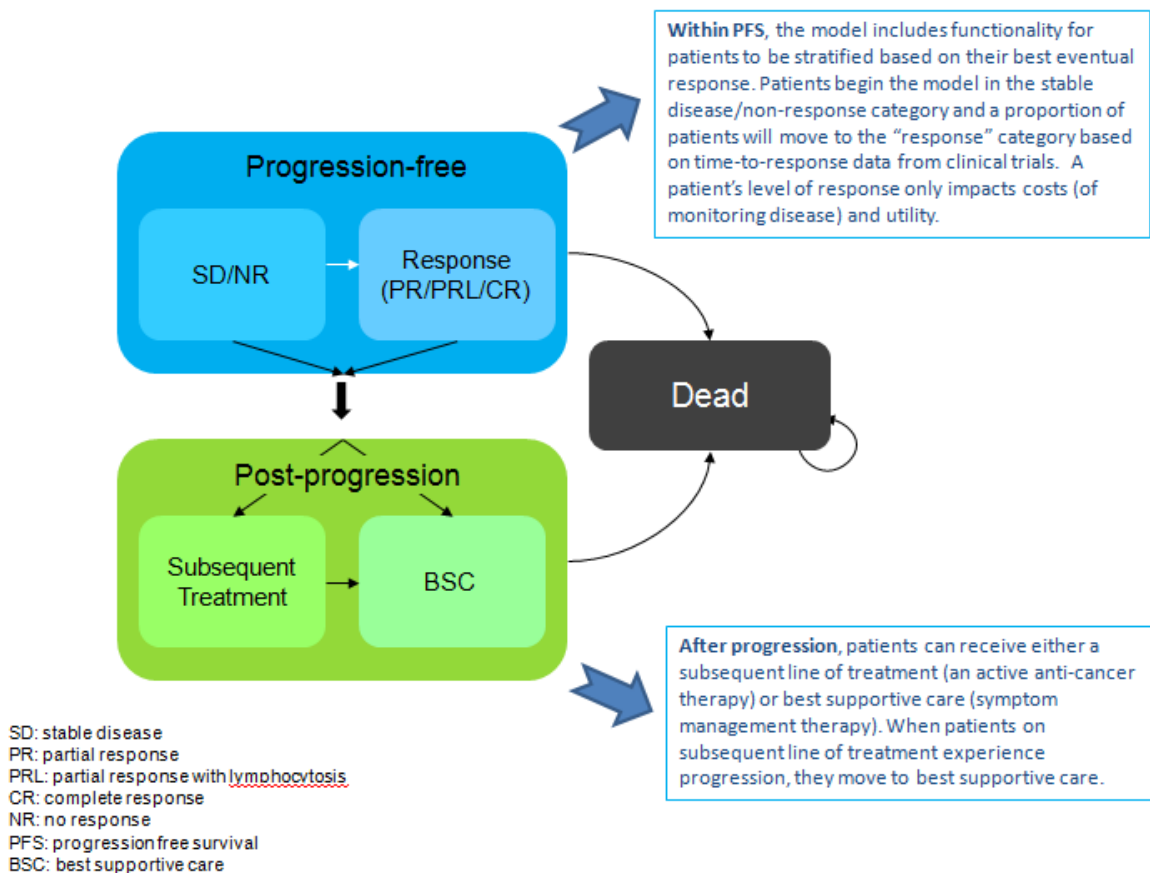 Within PFS, the model includes functionality for
patients to be stratified based on their best eventual
response. Patients begin the model in the stable
disease/non-response category and a proportion of
patients will move to the “response” category based
on time-to-response data from clinical trials.  A
patient’s level of response only impacts costs (of
monitoring disease) and utility.
Progression-free
SD/NR
Response
(PR/PRL/CR)
Dead
Post-progression
Subsequent
Treatment
BSC
After progression, patients can receive either a
subsequent line of treatment (an active anti-cancer
therapy) or best supportive care (symptom
management therapy). When patients on
subsequent line of treatment experience
progression, they move to best supportive care.
SD: stable disease
PR: partial response
PRL: partial response with lymphocytosis
CR: complete response
NR: no response
PFS: progression free survival
BSC: best supportive care